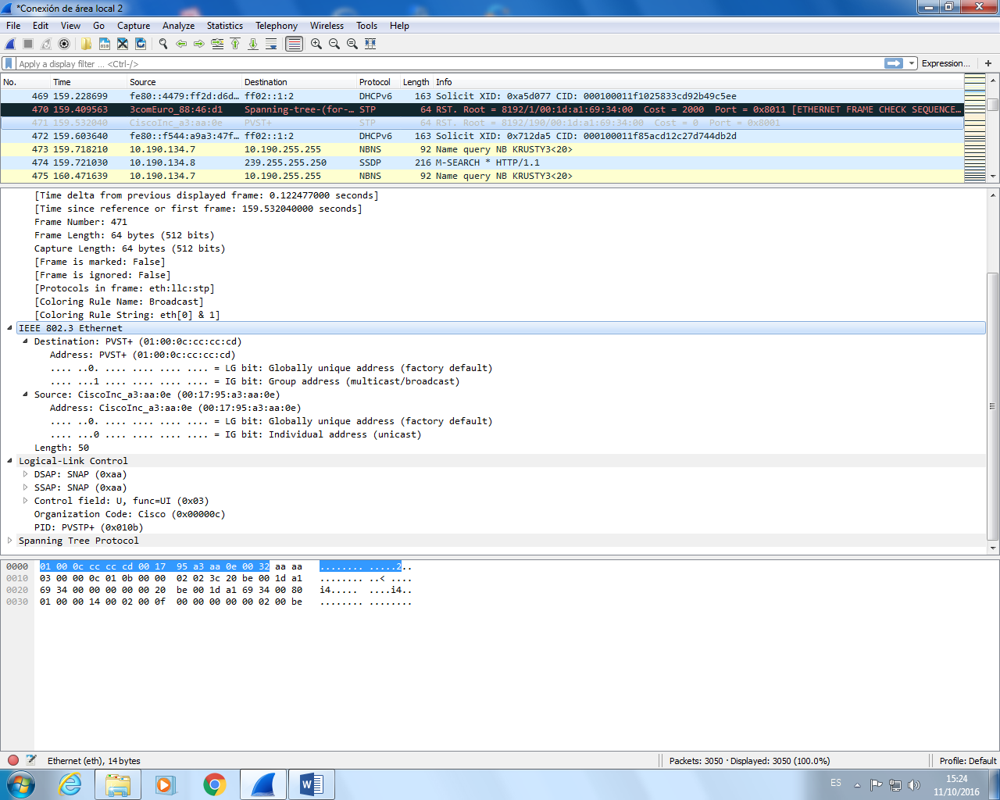 *Conexión de área local 2
File Edit View Go Capture Analyze Statistics Telephony Wireless Tools Help
Apply a display filter ... <Ctrl-/> Expression... +
No. Time Source Destination Protocol Length Info
469 159.228699 fe80::4479:ff2d:d6d… ff02::1:2 DHCPv6 163 Solicit XID: 0xa5d077 CID: 000100011f1025833cd92b49c5ee
470 159.409563 3comEuro_88:46:d1 Spanning-tree-(for-… STP 64 RST. Root = 8192/1/00:1d:a1:69:34:00 Cost = 2000 Port = 0x8011 [ETHERNET FRAME CHECK SEQUENCE…
471 159.532040 CiscoInc_a3:aa:0e PVST+ STP 64 RST. Root = 8192/190/00:1d:a1:69:34:00 Cost = 0 Port = 0x8001
472 159.603640 fe80::f544:a9a3:47f… ff02::1:2 DHCPv6 163 Solicit XID: 0x712da5 CID: 000100011f85acd12c27d744db2d
473 159.718210 10.190.134.7 10.190.255.255 NBNS 92 Name query NB KRUSTY3<20>
474 159.721030 10.190.134.8 239.255.255.250 SSDP 216 M-SEARCH * HTTP/1.1
475 160.471639 10.190.134.7 10.190.255.255 NBNS 92 Name query NB KRUSTY3<20>
[Time delta from previous displayed frame: 0.122477000 seconds]
[Time since reference or first frame: 159.532040000 seconds]
Frame Number: 471
Frame Length: 64 bytes (512 bits)
Capture Length: 64 bytes (512 bits)
[Frame is marked: False]
[Frame is ignored: False]
[Protocols in frame: eth:llc:stp]
[Coloring Rule Name: Broadcast]
[Coloring Rule String: eth[0] & 1]
IEEE 802.3 Ethernet
Destination: PVST+ (01:00:0c:cc:cc:cd)
Address: PVST+ (01:00:0c:cc:cc:cd)
.... ..0. .... .... .... .... = LG bit: Globally unique address (factory default)
.... ...1 .... .... .... .... = IG bit: Group address (multicast/broadcast)
Source: CiscoInc_a3:aa:0e (00:17:95:a3:aa:0e)
Address: CiscoInc_a3:aa:0e (00:17:95:a3:aa:0e)
.... ..0. .... .... .... .... = LG bit: Globally unique address (factory default)
.... ...0 .... .... .... .... = IG bit: Individual address (unicast)
Length: 50
Logical-Link Control
DSAP: SNAP (0xaa)
SSAP: SNAP (0xaa)
Control field: U, func=UI (0x03)
Organization Code: Cisco (0x00000c)
PID: PVSTP+ (0x010b)
Spanning Tree Protocol
0000 01 00 0c cc cc cd 00 17 95 a3 aa 0e 00 32 aa aa ........ .....2..
0010 03 00 00 0c 01 0b 00 00 02 02 3c 20 be 00 1d a1 ........ ..< ....
0020 69 34 00 00 00 00 00 20 be 00 1d a1 69 34 00 80 i4.....  ....i4..
0030 01 00 00 14 00 02 00 0f 00 00 00 00 00 02 00 be ........ ........
Ethernet (eth), 14 bytes Packets: 3050 · Displayed: 3050 (100.0%) Profile: Default
ES 15:24
11/10/2016